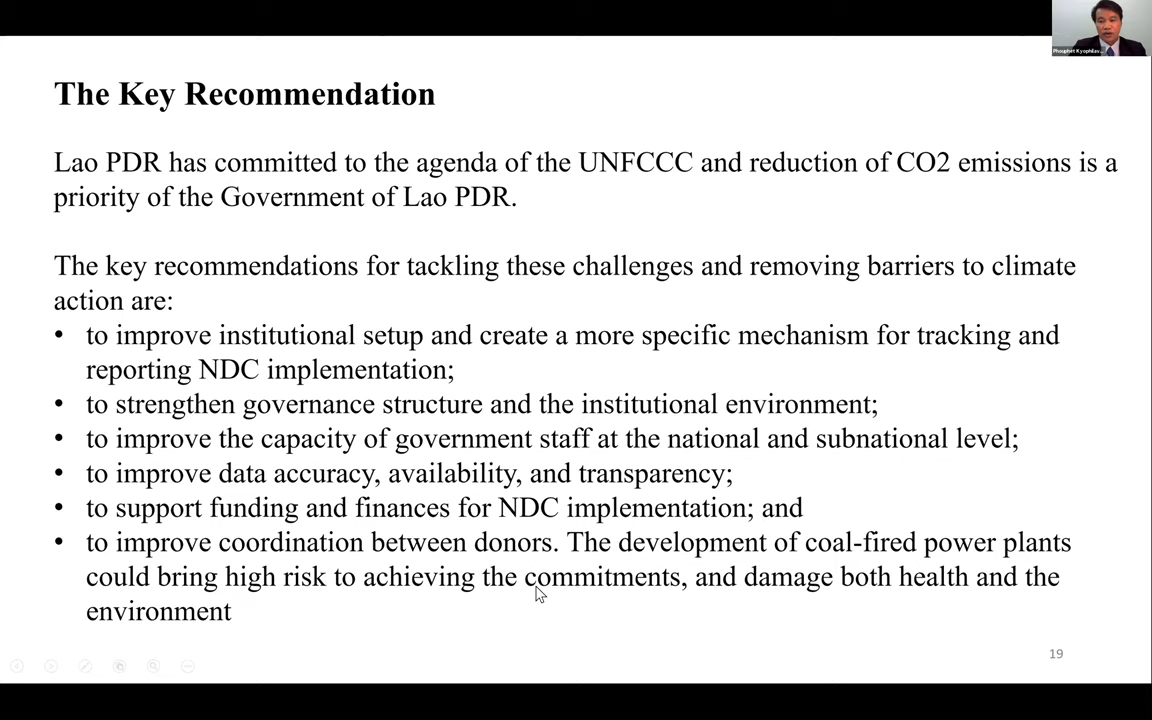 Phouphet Kyophilav...
The Key Recommendation
Lao PDR has committed to the agenda of the UNFCCC and reduction of CO2 emissions is a
priority of the Government of Lao PDR.
The key recommendations for tackling these challenges and removing barriers to climate
action are:
• to improve institutional setup and create a more specific mechanism for tracking and
reporting NDC implementation;
• to strengthen governance structure and the institutional environment;
• to improve the capacity of government staff at the national and subnational level;
• to improve data accuracy, availability, and transparency;
• to support funding and finances for NDC implementation; and
• to improve coordination between donors. The development of coal-fired power plants
could bring high risk to achieving the commitments, and damage both health and the
environment
19